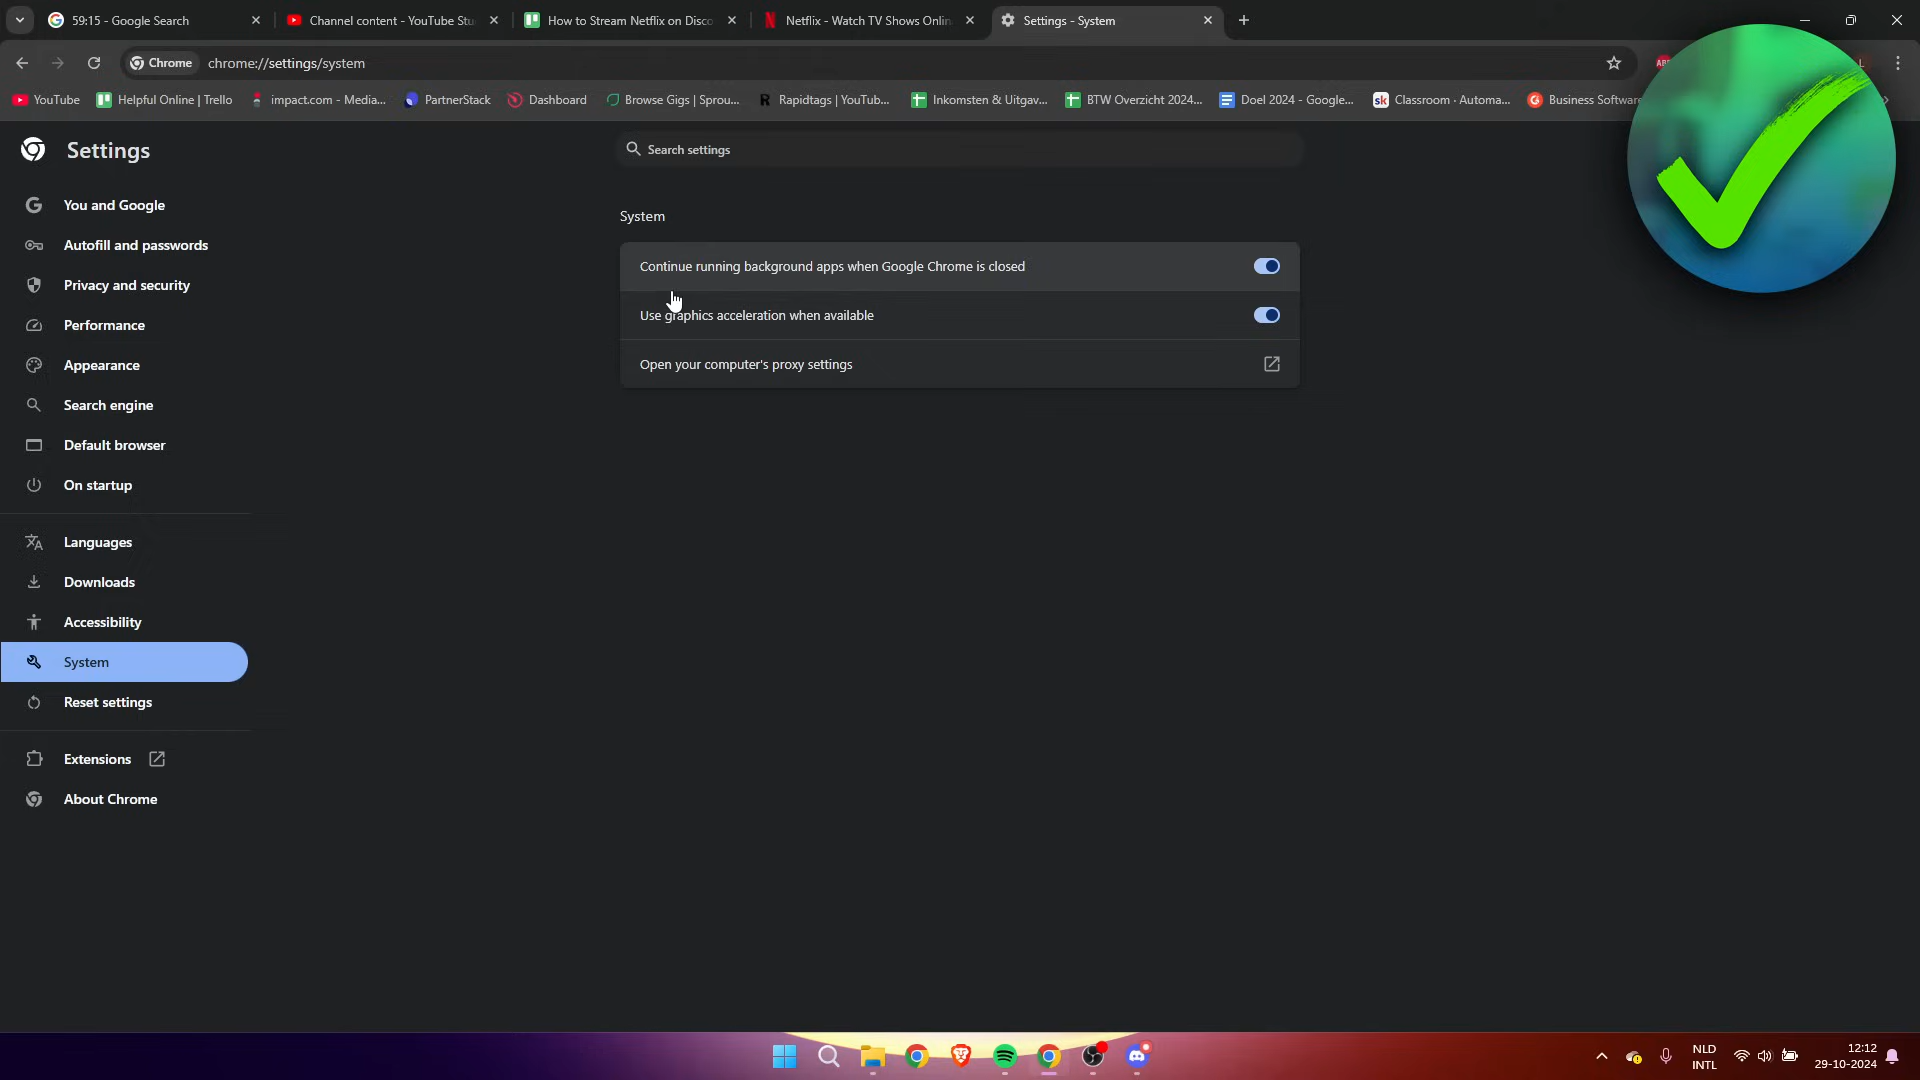 59:15 - Google Search
Channel content - YouTube Stu
How to Stream Netflix on Disco
Netflix - Watch TV Shows Onlin
Settings - System
Chrome
chrome://settings/system
YouTube
Helpful Online | Trello
impact.com - Media...
PartnerStack
Dashboard
Browse Gigs | Sprou...
Rapidtags | YouTub...
Inkomsten & Uitgav...
BTW Overzicht 2024...
Doel 2024 - Google...
Classroom - Automa...
Business Software
Settings
Search settings
You and Google
Autofill and passwords
Privacy and security
Performance
Appearance
Search engine
Default browser
On startup
Languages
Downloads
Accessibility
System
Reset settings
Extensions
About Chrome
System
Continue running background apps when Google Chrome is closed
Use graphics acceleration when available
Open your computer's proxy settings
NLD
INTL
12:12
29-10-2024